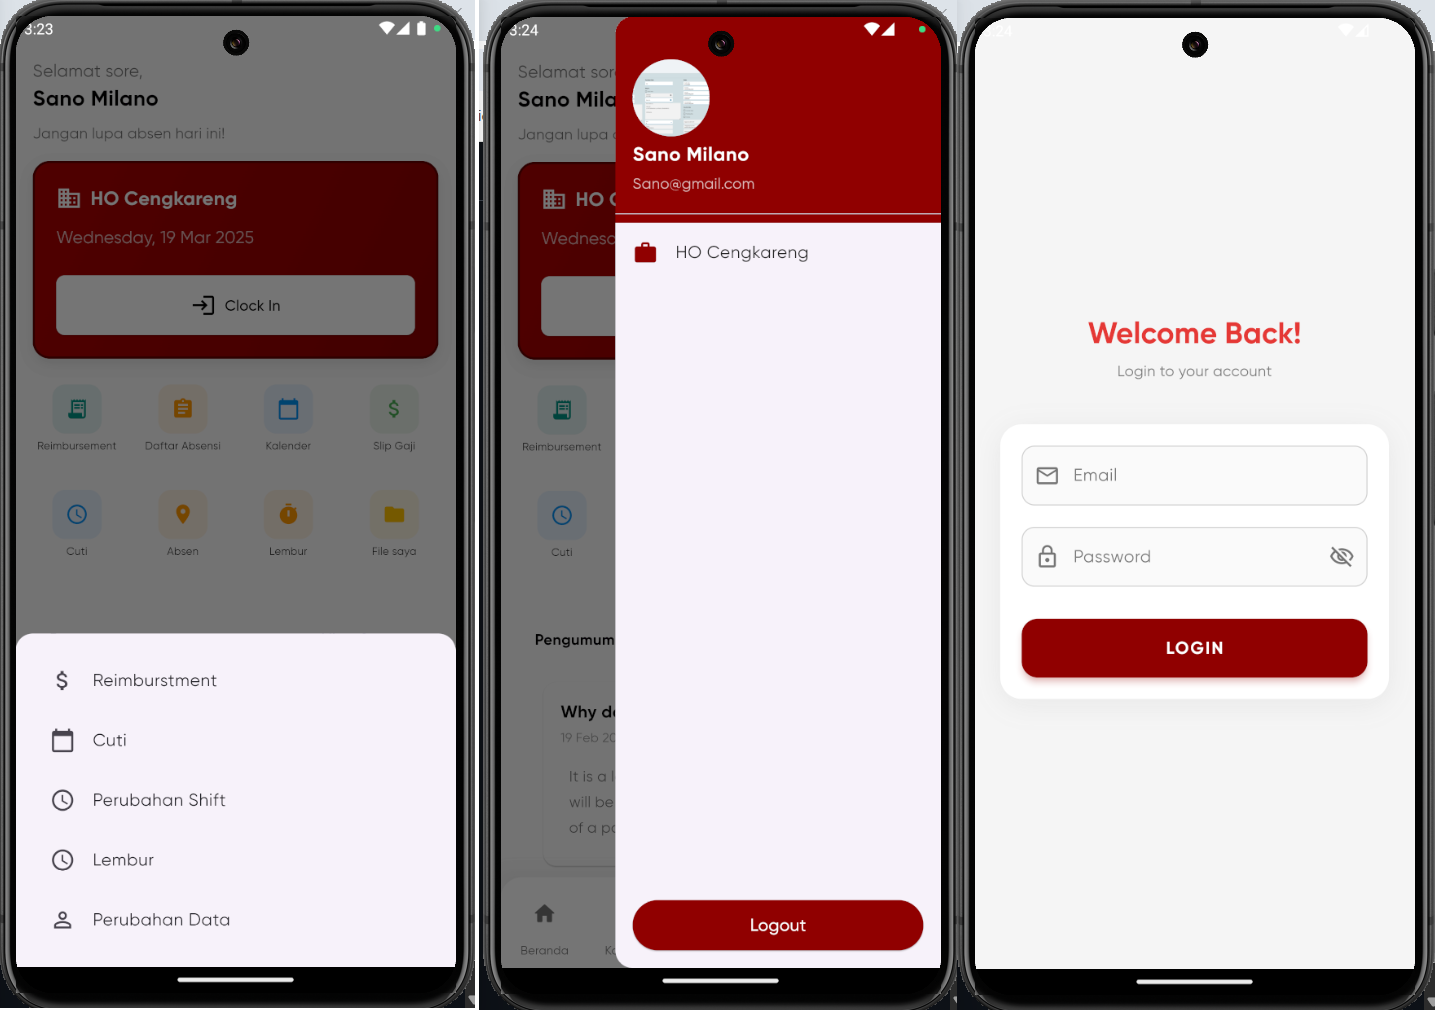 3:23
Selamat sore,
Sano Milano
Jangan lupa absen hari ini!
HO Cengkareng
Wednesday, 19 Mar 2025
Clock In
Reimbursement
Daftar Absensi
Kalender
Slip Gaji
Cuti
Absen
Lembur
File saya
Reimburstment
Cuti
Perubahan Shift
Lembur
Perubahan Data
3:24
Selamat sor
Sano Mila
Jangan lupa
HO
Reimbursement
Cuti
Pengumum
Why d
19 Feb 20
It is a l
will be
of a po
Beranda
Sano Milano
Sano@gmail.com
HO Cengkareng
Logout
Welcome Back!
Login to your account
Email
Password
LOGIN